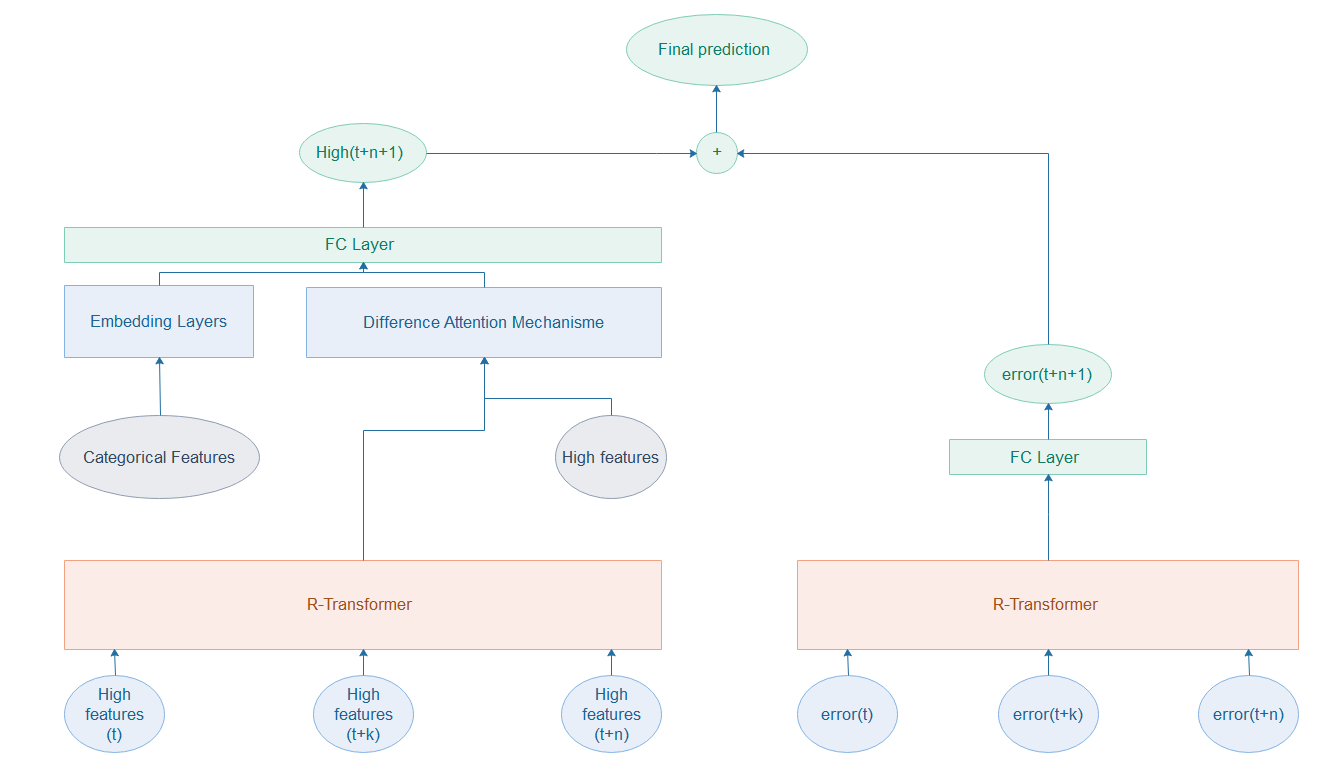 Final prediction
High(t+n+1)
+
FC Layer
Embedding Layers
Difference Attention Mechanisme
error(t+n+1)
Categorical Features
High features
FC Layer
R-Transformer
R-Transformer
High
features
(t)
High
features
(t+k)
High
features
(t+n)
error(t)
error(t+k)
error(t+n)